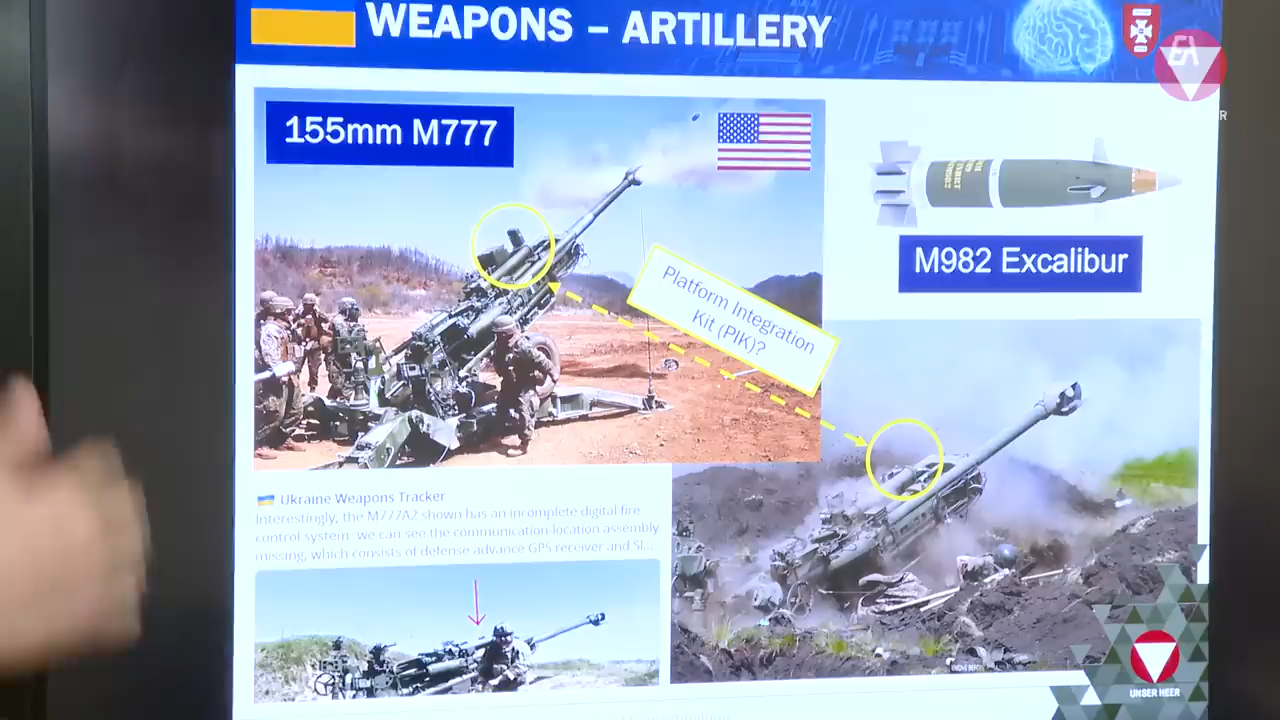 WEAPONS – ARTILLERY
155mm M777
M982 Excalibur
Platform Integration
Kit (PIK)?
Ukraine Weapons Tracker
Interestingly, the M777A2 shown has an incomplete digital fire
control system, we can see the communication-location assembly
missing, which consists of defense advance GPS receiver and SI...
UNSER HEER